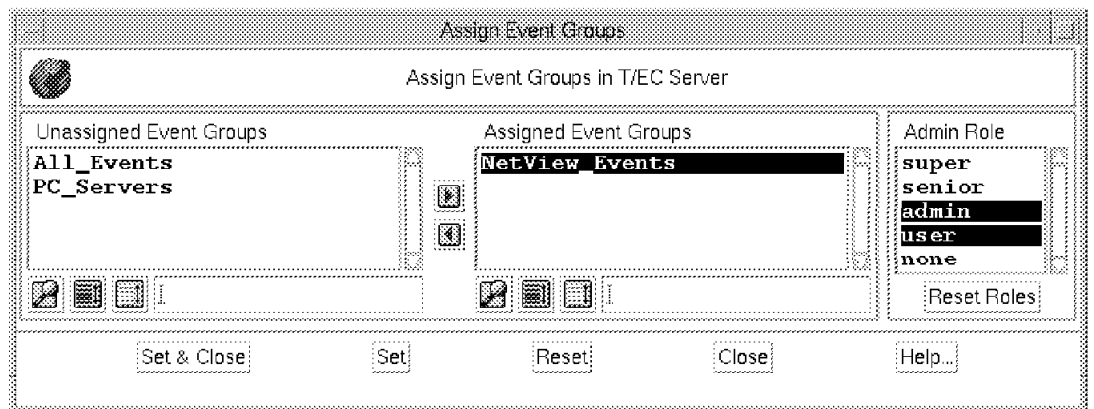 Assign Event Groups
Assign Event Groups in T/EC Server
Unassigned Event Groups
All_Events
PC_Servers
Assigned Event Groups
NetView_Events
Admin Role
super
senior
admin
user
none
Reset Roles
Set & Close
Set
Reset
Close
Help...